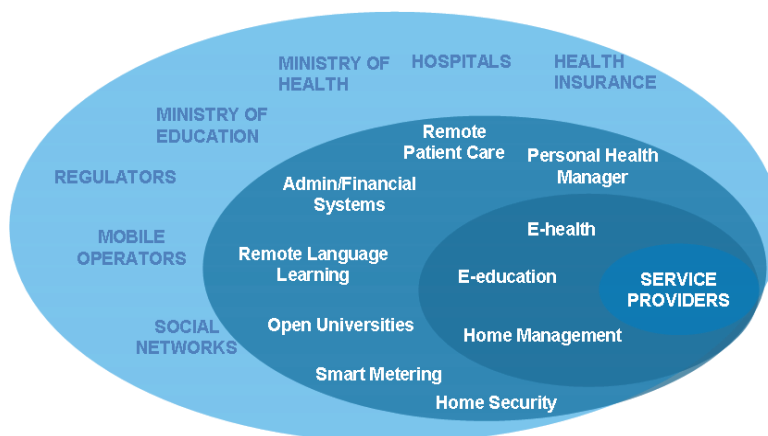 MINISTRY OF
HEALTH
HOSPITALS
HEALTH
INSURANCE
MINISTRY OF
EDUCATION
REGULATORS
MOBILE
OPERATORS
SOCIAL
NETWORKS
Remote
Patient Care
Personal Health
Manager
Admin/Financial
Systems
Remote Language
Learning
Open Universities
Smart Metering
Home Security
E-health
E-education
Home Management
SERVICE
PROVIDERS